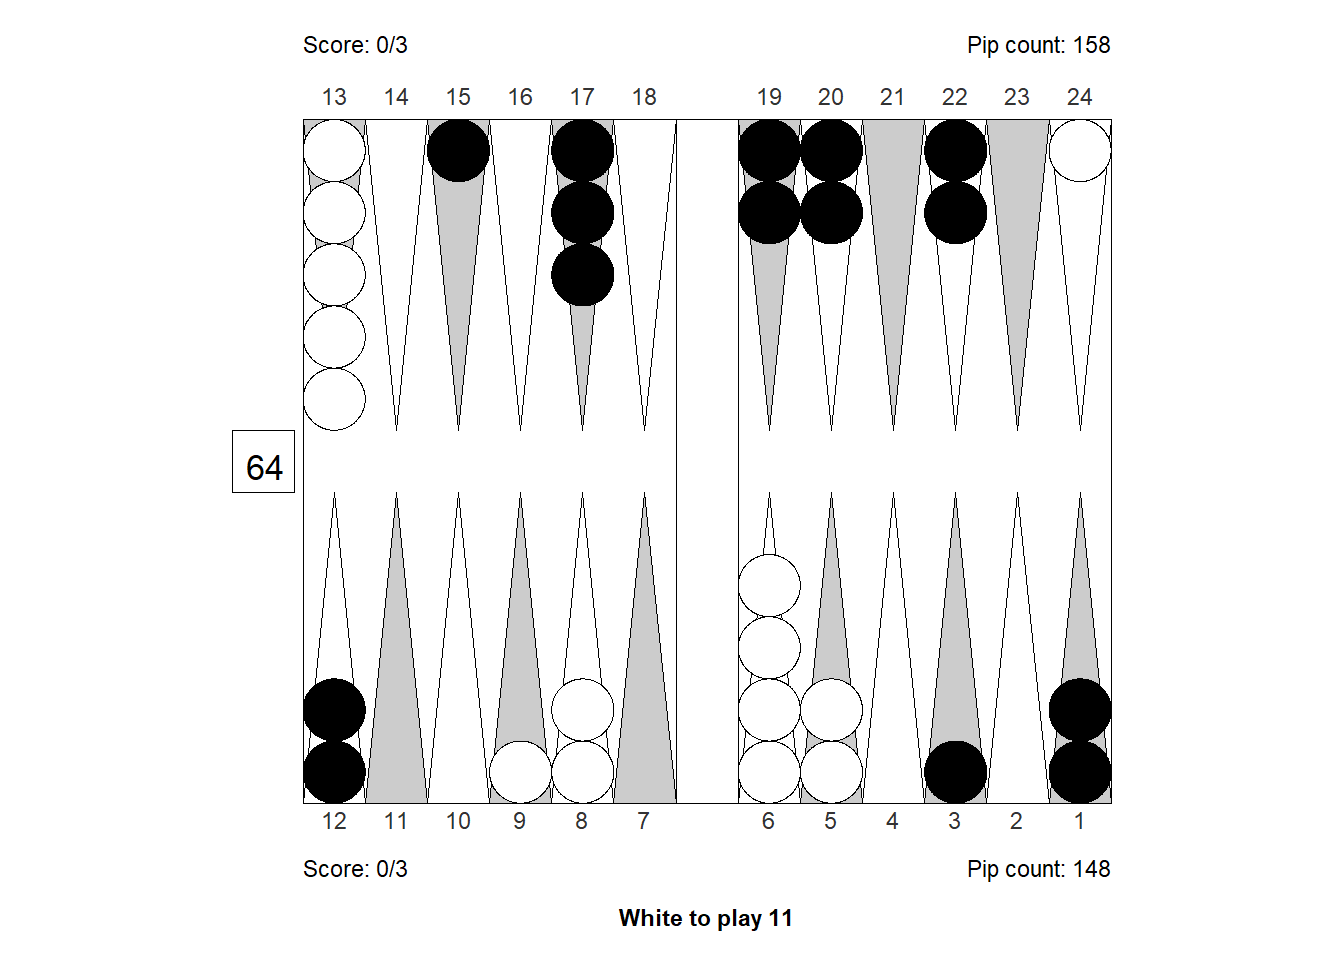 Score: 0/3 Pip count: 158
13 14 15 16 17 18 19 20 21 22 23 24
64
12 11 10 9 8 7 6 5 4 3 2 1
Score: 0/3 Pip count: 148
White to play 11